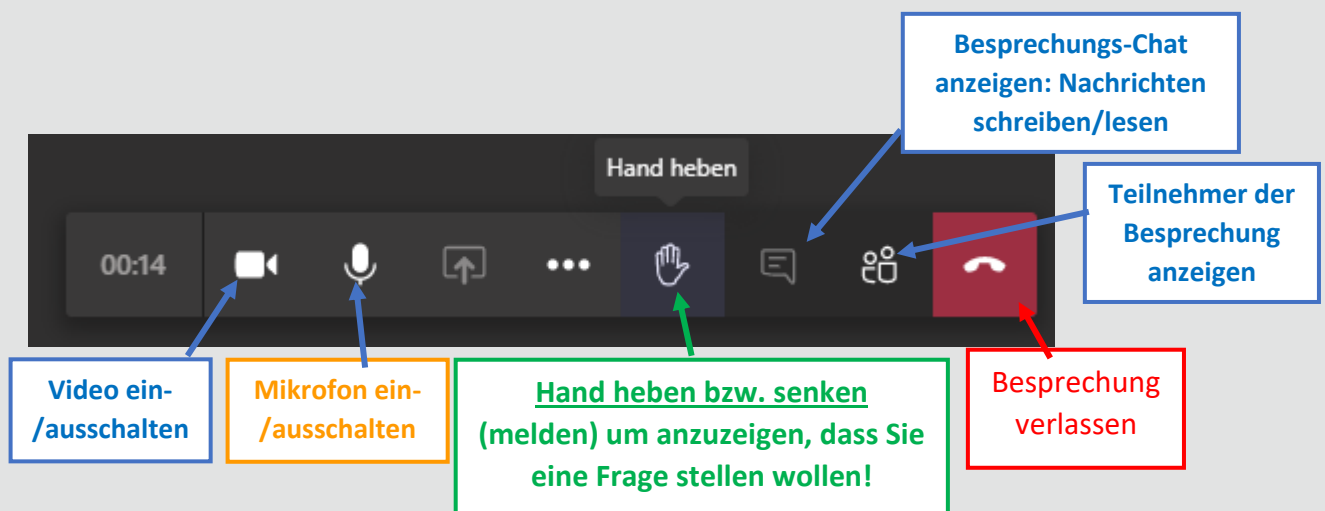 Besprechungs-Chat
anzeigen: Nachrichten
schreiben/lesen
Hand heben
Teilnehmer der
Besprechung
anzeigen
00:14
Video ein-
/ausschalten
Mikrofon ein-
/ausschalten
Hand heben bzw. senken
(melden) um anzuzeigen, dass Sie
eine Frage stellen wollen!
Besprechung
verlassen